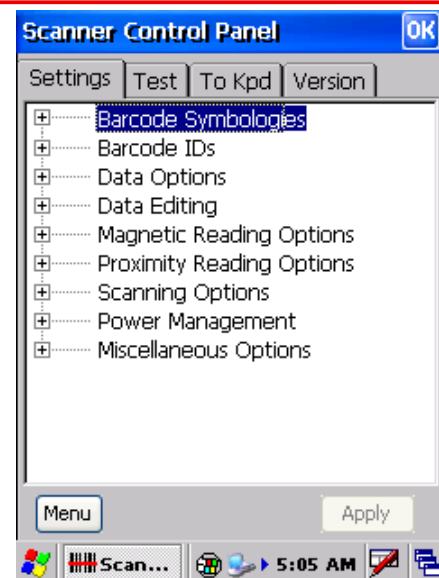 Scanner Control Panel OK
Settings Test To Kpd Version
Barcode Symbologies
Barcode IDs
Data Options
Data Editing
Magnetic Reading Options
Proximity Reading Options
Scanning Options
Power Management
Miscellaneous Options
Menu Apply
Scan... 5:05 AM